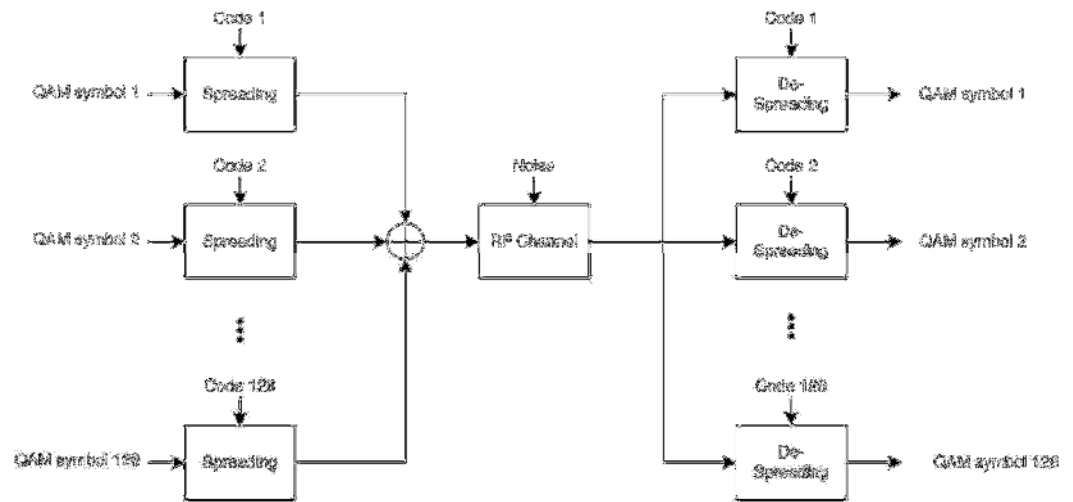 Code 1
QAM symbol 1
Spreading
Code 2
QAM symbol 2
Spreading
Code 128
QAM symbol 128
Spreading
Noise
RF Channel
Code 1
De-
Spreading
QAM symbol 1
Code 2
De-
Spreading
QAM symbol 2
Code 128
De-
Spreading
QAM symbol 128